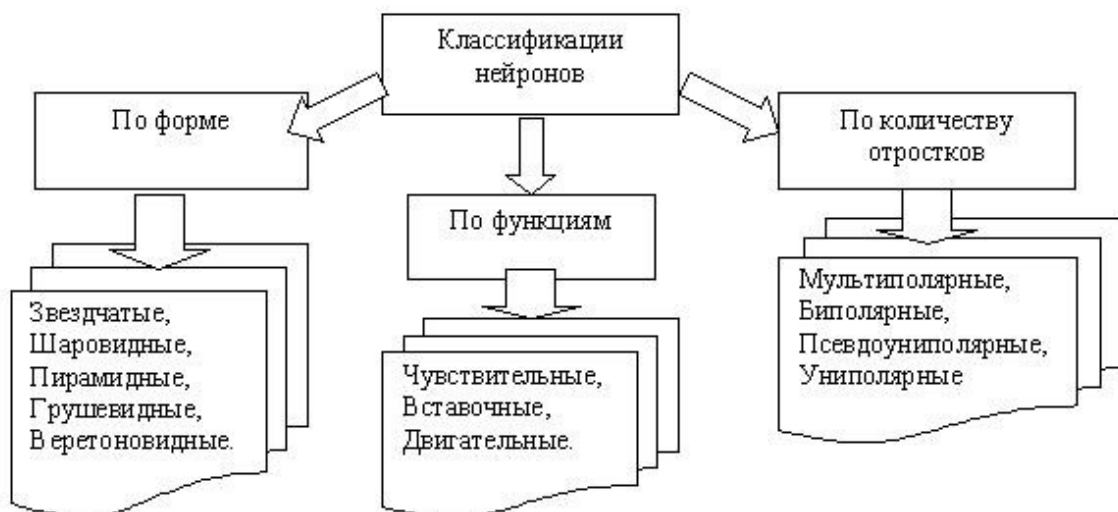 Классификации
нейронов
По форме
По функциям
По количеству
отростков
Звездчатые,
Шаровидные,
Пирамидные,
Грушевидные,
Веретоновидные.
Чувствительные,
Вставочные,
Двигательные.
Мультиполярные,
Биполярные,
Псевдоуниполярные,
Униполярные